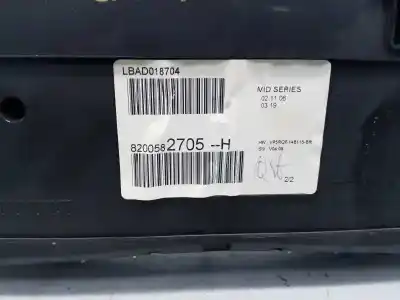 LBAD018704
MID SERIES
02.11.06
03:19
8200582705--H
2/2